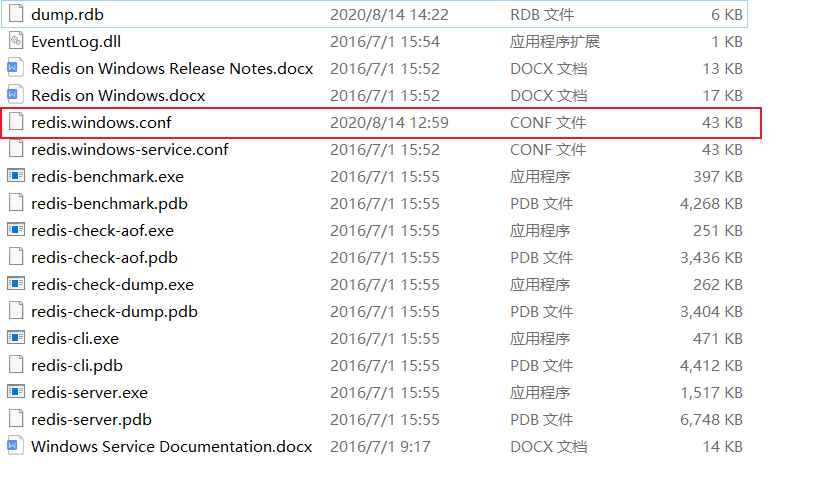 dump.rdb 2020/8/14 14:22 RDB 文件 6 KB
EventLog.dll 2016/7/1 15:54 应用程序扩展 1 KB
Redis on Windows Release Notes.docx 2016/7/1 15:52 DOCX 文档 13 KB
Redis on Windows.docx 2016/7/1 15:52 DOCX 文档 17 KB
redis.windows.conf 2020/8/14 12:59 CONF 文件 43 KB
redis.windows-service.conf 2016/7/1 15:52 CONF 文件 43 KB
redis-benchmark.exe 2016/7/1 15:55 应用程序 397 KB
redis-benchmark.pdb 2016/7/1 15:55 PDB 文件 4,268 KB
redis-check-aof.exe 2016/7/1 15:55 应用程序 251 KB
redis-check-aof.pdb 2016/7/1 15:55 PDB 文件 3,436 KB
redis-check-dump.exe 2016/7/1 15:55 应用程序 262 KB
redis-check-dump.pdb 2016/7/1 15:55 PDB 文件 3,404 KB
redis-cli.exe 2016/7/1 15:55 应用程序 471 KB
redis-cli.pdb 2016/7/1 15:55 PDB 文件 4,412 KB
redis-server.exe 2016/7/1 15:55 应用程序 1,517 KB
redis-server.pdb 2016/7/1 15:55 PDB 文件 6,748 KB
Windows Service Documentation.docx 2016/7/1 9:17 DOCX 文档 14 KB